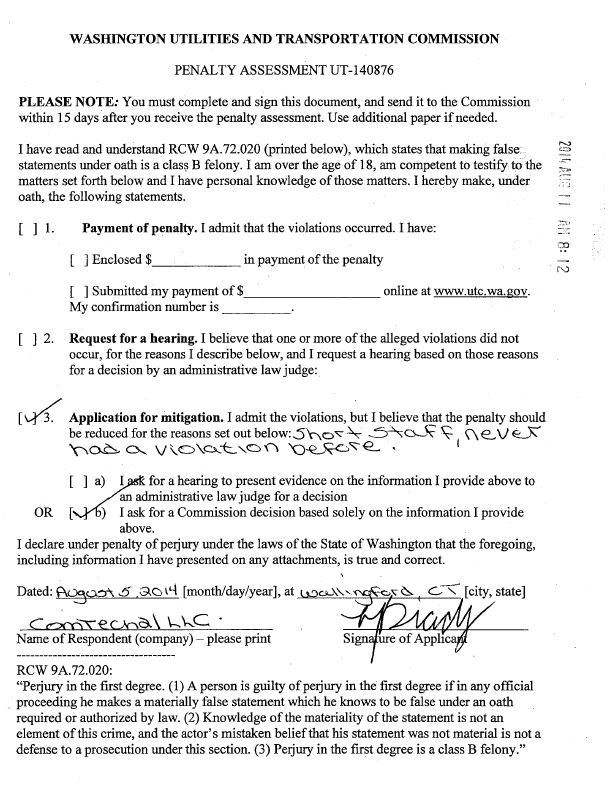 WASHINGTON UTILITIES AND TRANSPORTATION COMMISSION
PENALTY ASSESSMENT UT-140876
PLEASE NOTE: You must complete and sign this document, and send it to the Commission
within 15 days after you receive the penalty assessment. Use additional paper if needed.
I have read and understand RCW 9A.72.020 (printed below), which states that making false
statements under oath is a class B felony. I am over the age of 18, am competent to testify to the
matters set forth below and I have personal knowledge of those matters. I hereby make, under
oath, the following statements.
[ ] 1. Payment of penalty. I admit that the violations occurred. I have:
[ ] Enclosed $____________ in payment of the penalty
[ ] Submitted my payment of $___________________ online at www.utc.wa.gov.
My confirmation number is __________.
[ ] 2. Request for a hearing. I believe that one or more of the alleged violations did not
occur, for the reasons I describe below, and I request a hearing based on those reasons
for a decision by an administrative law judge:
[✓] 3. Application for mitigation. I admit the violations, but I believe that the penalty should
be reduced for the reasons set out below: Short staff, never
had a violation before.
[ ] a) I ask for a hearing to present evidence on the information I provide above to
an administrative law judge for a decision
OR [✓] b) I ask for a Commission decision based solely on the information I provide
above.
I declare under penalty of perjury under the laws of the State of Washington that the foregoing,
including information I have presented on any attachments, is true and correct.
Dated: August 5, 2014 [month/day/year], at Wallingford, CT [city, state]
Comtechal LLC.
Name of Respondent (company) – please print Signature of Applicant
-----------------------------------
RCW 9A.72.020:
“Perjury in the first degree. (1) A person is guilty of perjury in the first degree if in any official
proceeding he makes a materially false statement which he knows to be false under an oath
required or authorized by law. (2) Knowledge of the materiality of the statement is not an
element of this crime, and the actor’s mistaken belief that his statement was not material is not a
defense to a prosecution under this section. (3) Perjury in the first degree is a class B felony.”
2014 AUG 11 AM 8:12